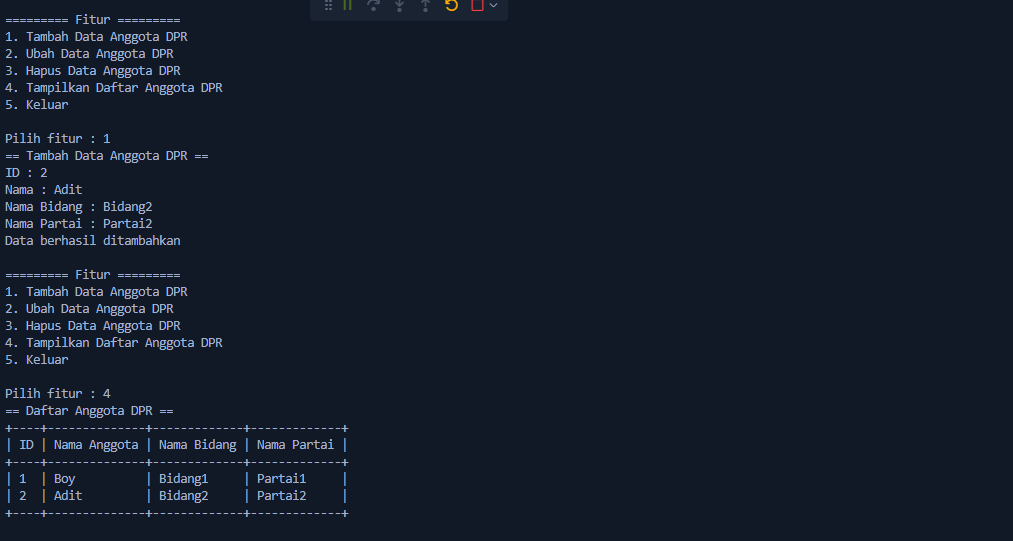 ========= Fitur =========
1. Tambah Data Anggota DPR
2. Ubah Data Anggota DPR
3. Hapus Data Anggota DPR
4. Tampilkan Daftar Anggota DPR
5. Keluar
Pilih fitur : 1
== Tambah Data Anggota DPR ==
ID : 2
Nama : Adit
Nama Bidang : Bidang2
Nama Partai : Partai2
Data berhasil ditambahkan
========= Fitur =========
1. Tambah Data Anggota DPR
2. Ubah Data Anggota DPR
3. Hapus Data Anggota DPR
4. Tampilkan Daftar Anggota DPR
5. Keluar
Pilih fitur : 4
== Daftar Anggota DPR ==
+----+--------------+-------------+-------------+
| ID | Nama Anggota | Nama Bidang | Nama Partai |
+----+--------------+-------------+-------------+
| 1  | Boy          | Bidang1     | Partai1     |
| 2  | Adit         | Bidang2     | Partai2     |
+----+--------------+-------------+-------------+